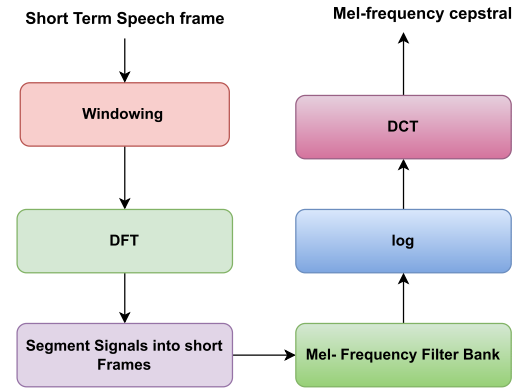 Short Term Speech frame
Windowing
DFT
Segment Signals into short
Frames
Mel- Frequency Filter Bank
log
DCT
Mel-frequency cepstral